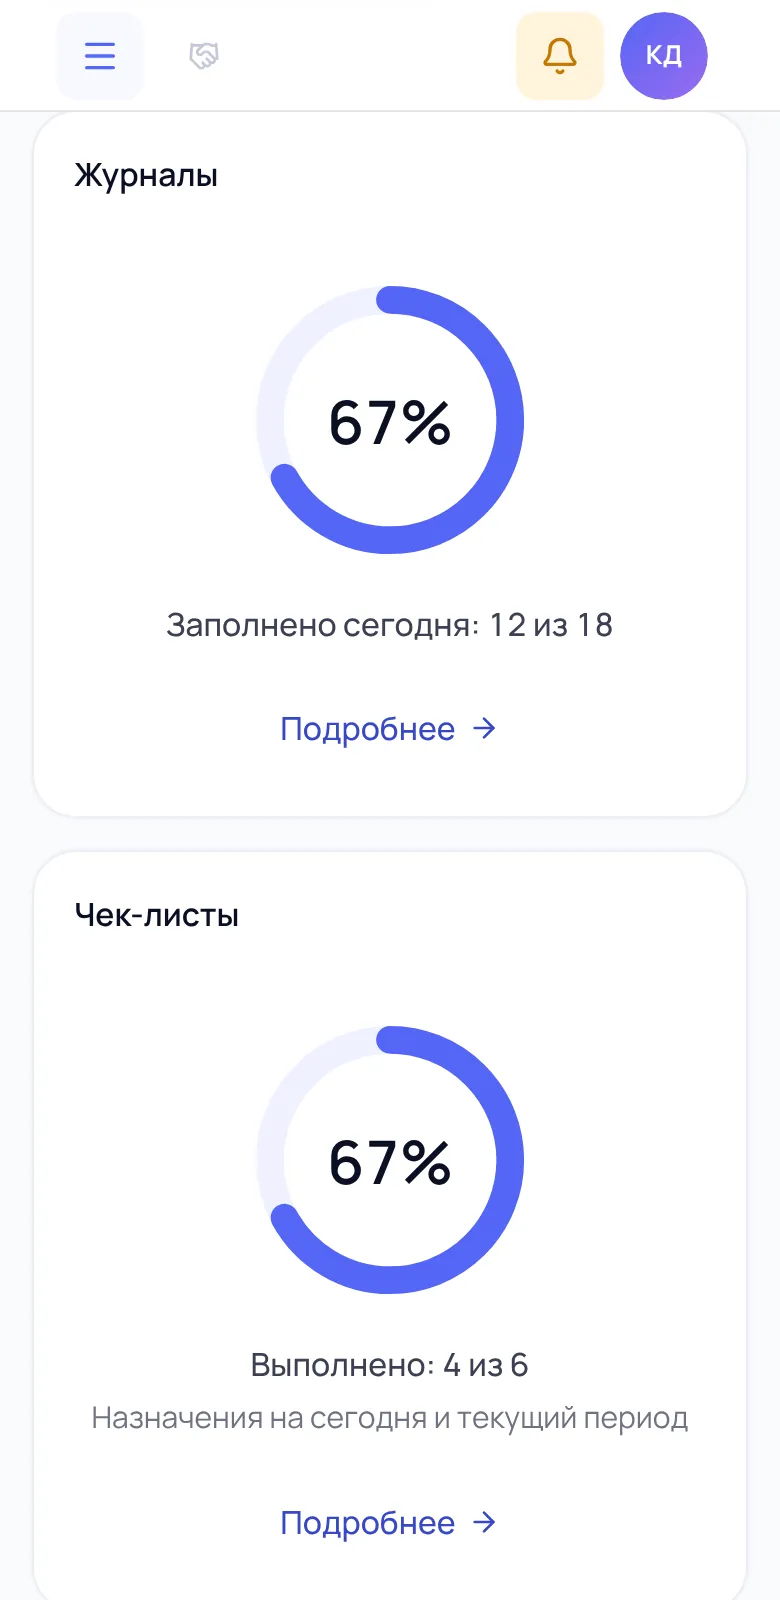 КД
Журналы
67%
Заполнено сегодня: 12 из 18
Подробнее →
Чек-листы
67%
Выполнено: 4 из 6
Назначения на сегодня и текущий период
Подробнее →